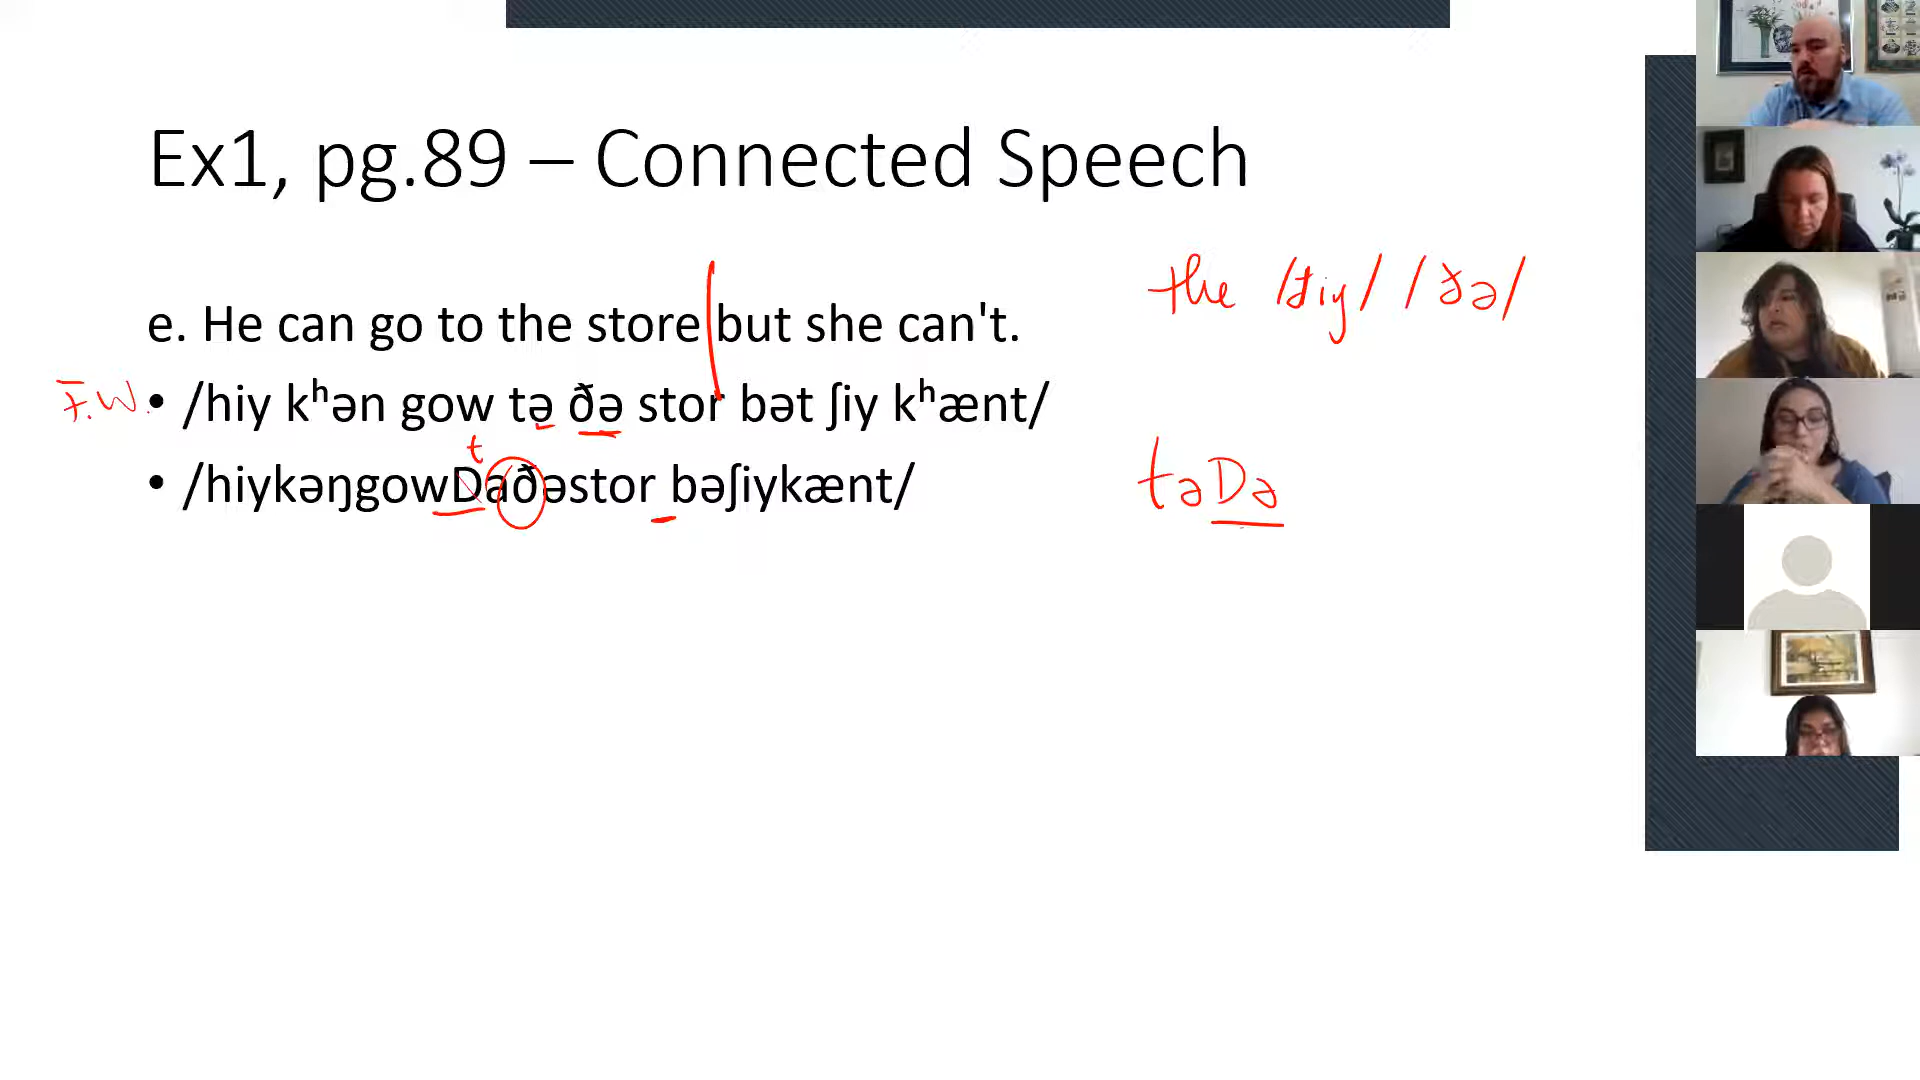 Ex1, pg.89 – Connected Speech
the /ðiy/ /ðə/
e. He can go to the store but she can't.
F.W.
• /hiy kʰən gow tə ðə stor bət ʃiy kʰænt/
t
• /hiykəŋgowDaðəstor bəʃiykænt/
təDə